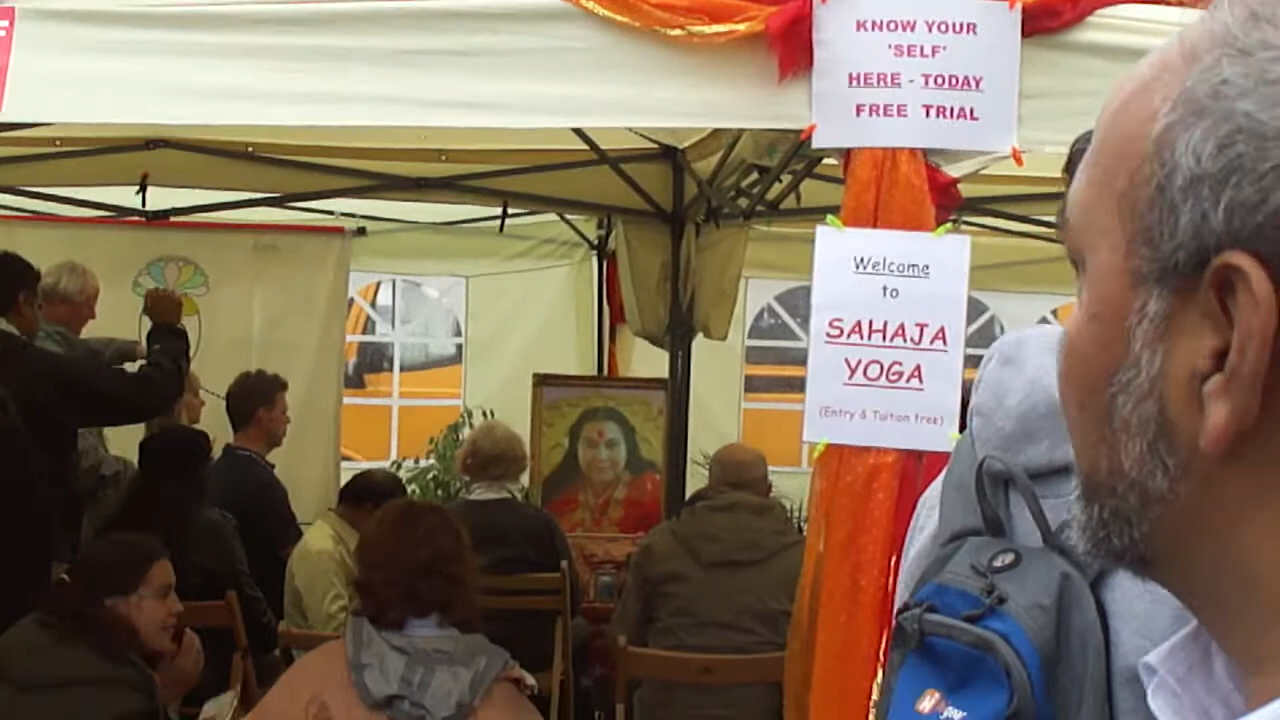 KNOW YOUR
'SELF'
HERE - TODAY
FREE TRIAL
Welcome
to
SAHAJA
YOGA
(Entry & Tuition free)